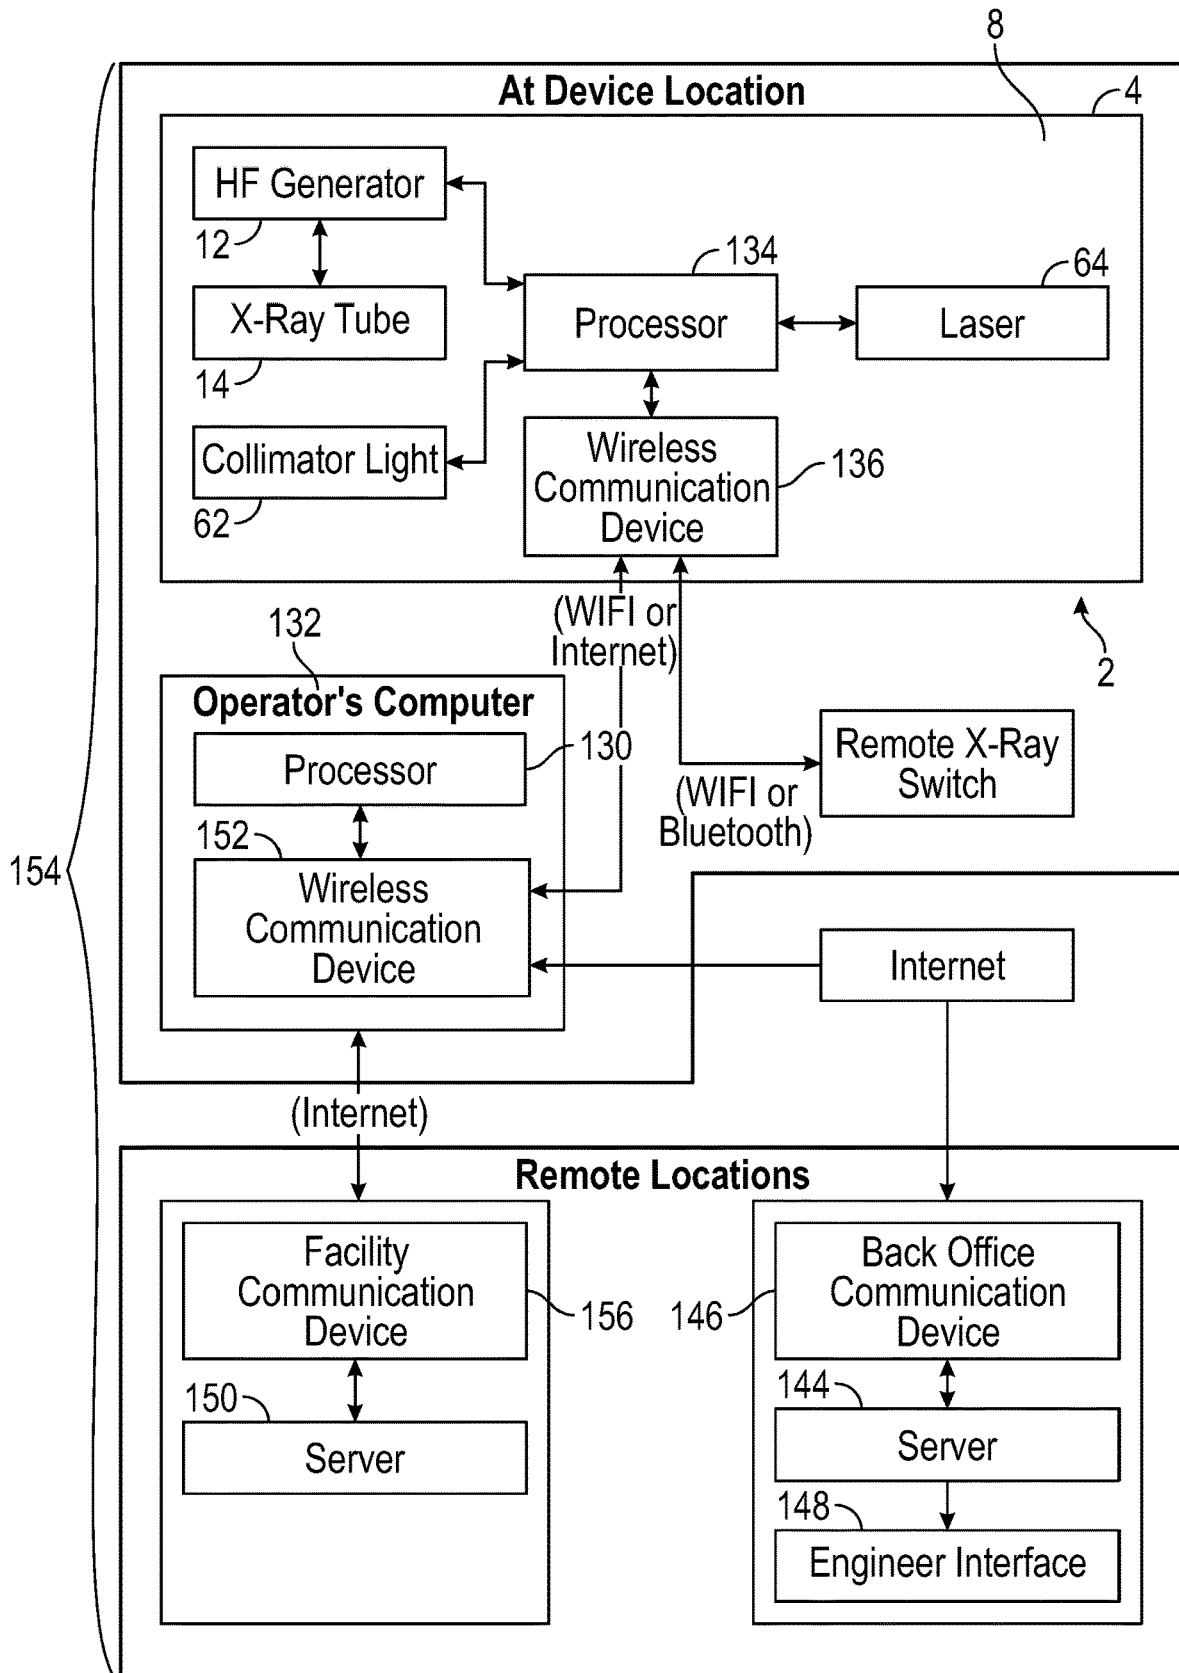 8
At Device Location
4
HF Generator
12
134
64
X-Ray Tube
Processor
Laser
14
Collimator Light
62
Wireless
Communication
Device
136
(WIFI or
Internet)
2
132
Operator's Computer
Processor
130
Remote X-Ray
Switch
(WIFI or
Bluetooth)
152
Wireless
Communication
Device
154
Internet
(Internet)
Remote Locations
Facility
Communication
Device
156
146
Back Office
Communication
Device
150
Server
144
Server
148
Engineer Interface